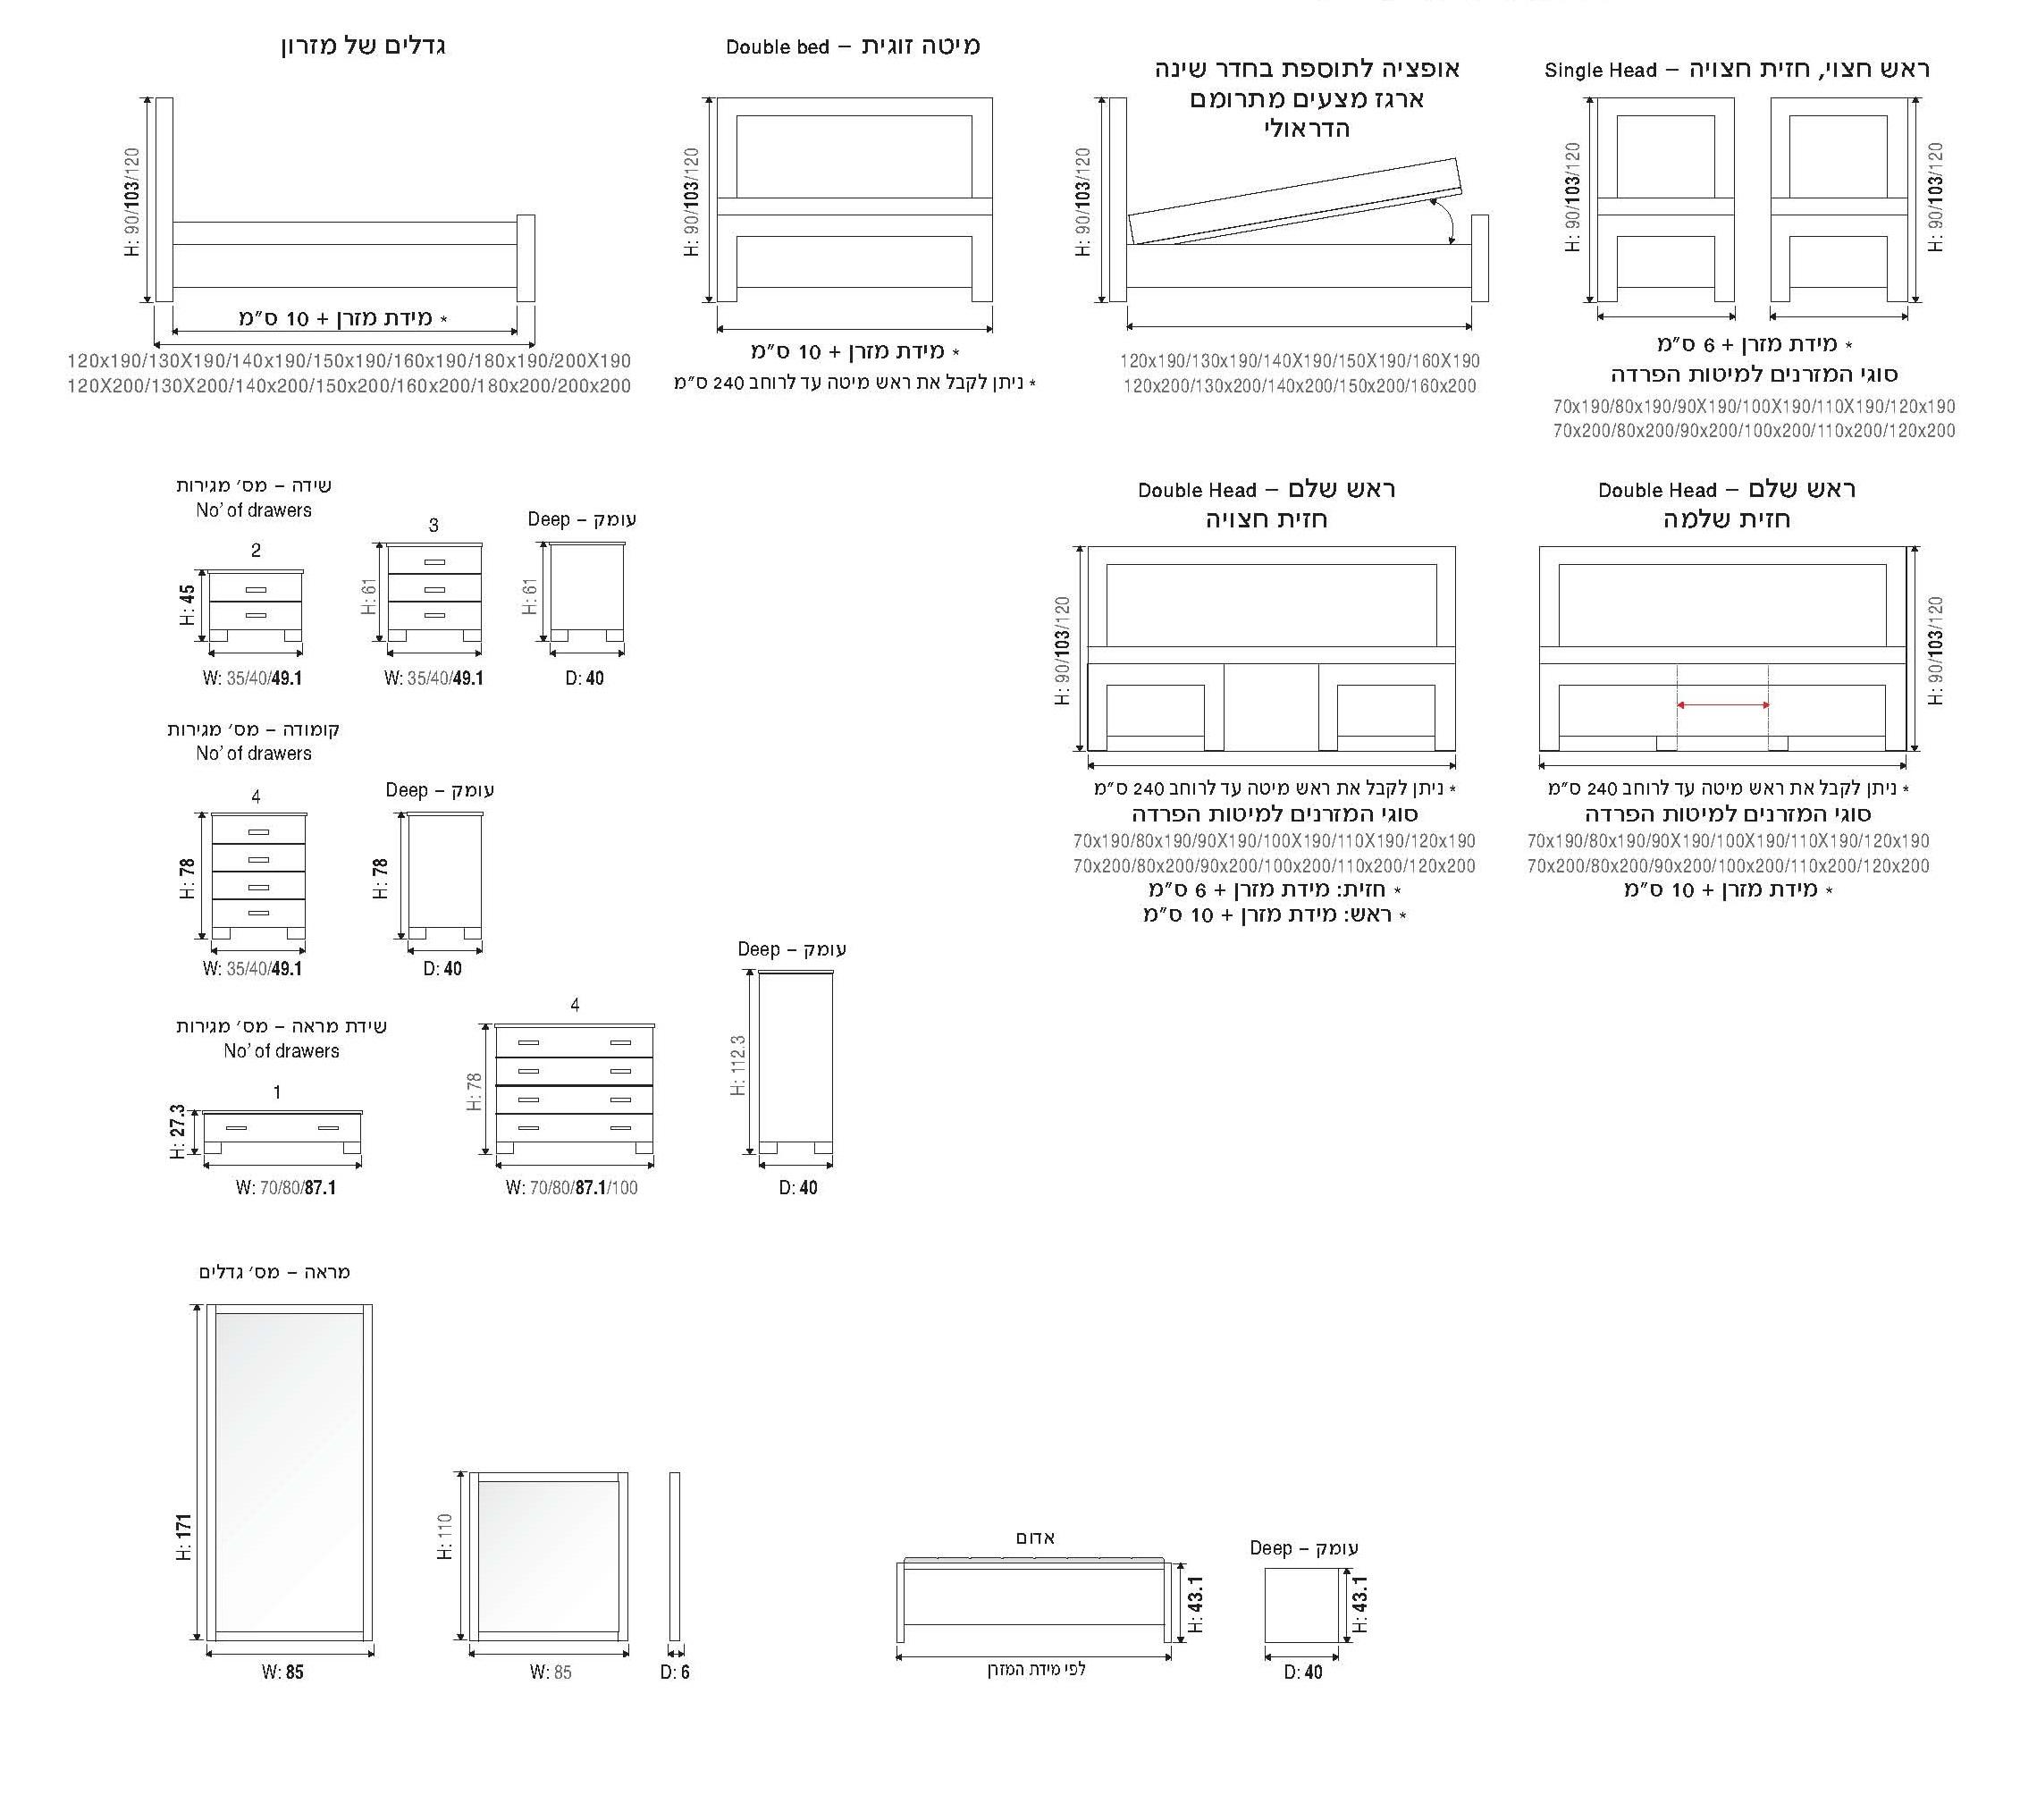 גדלים של מזרון
H: 90/103/120
* מידת מזרן + 10 ס"מ
120x190/130X190/140x190/150x190/160x190/180x190/200X190
120X200/130X200/140x200/150x200/160x200/180x200/200x200
מיטה זוגית – Double bed
H: 90/103/120
* מידת מזרן + 10 ס"מ
* ניתן לקבל את ראש מיטה עד לרוחב 240 ס"מ
אופציה לתוספת בחדר שינה
ארגז מצעים מתרומם
הדראולי
H: 90/103/120
120x190/130x190/140X190/150X190/160X190
120x200/130x200/140x200/150x200/160x200
ראש חצוי, חזית חצויה – Single Head
H: 90/103/120
H: 90/103/120
* מידת מזרן + 6 ס"מ
סוגי המזרנים למיטות הפרדה
70x190/80x190/90X190/100X190/110X190/120x190
70x200/80x200/90x200/100x200/110x200/120x200
שידה – מס' מגירות
No' of drawers
2
H: 45
W: 35/40/49.1
3
H: 61
W: 35/40/49.1
עומק – Deep
H: 61
D: 40
ראש שלם – Double Head
חזית חצויה
H: 90/103/120
* ניתן לקבל את ראש מיטה עד לרוחב 240 ס"מ
סוגי המזרנים למיטות הפרדה
70x190/80x190/90X190/100X190/110X190/120x190
70x200/80x200/90x200/100x200/110x200/120x200
* חזית: מידת מזרן + 6 ס"מ
* ראש: מידת מזרן + 10 ס"מ
ראש שלם – Double Head
חזית שלמה
H: 90/103/120
* ניתן לקבל את ראש מיטה עד לרוחב 240 ס"מ
סוגי המזרנים למיטות הפרדה
70x190/80x190/90X190/100X190/110X190/120x190
70x200/80x200/90x200/100x200/110x200/120x200
* מידת מזרן + 10 ס"מ
קומודה – מס' מגירות
No' of drawers
4
H: 78
W: 35/40/49.1
עומק – Deep
H: 78
D: 40
שידת מראה – מס' מגירות
No' of drawers
1
H: 27.3
W: 70/80/87.1
4
H: 78
W: 70/80/87.1/100
עומק – Deep
H: 112.3
D: 40
מראה – מס' גדלים
H: 171
W: 85
H: 110
W: 85
D: 6
אדום
H: 43.1
לפי מידת המזרן
עומק – Deep
H: 43.1
D: 40